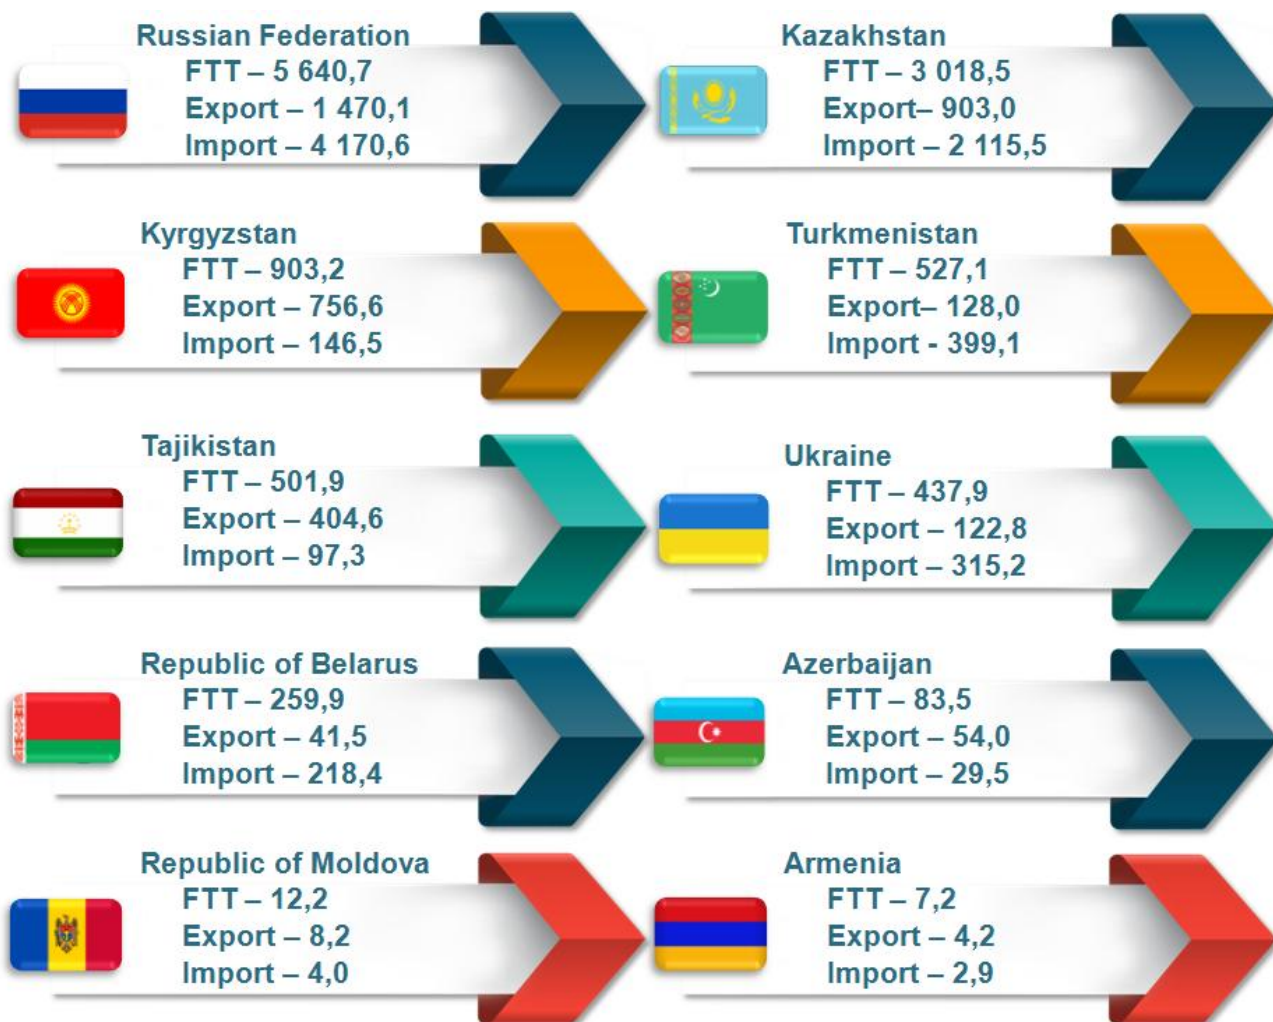 Russian Federation
FTT – 5 640,7
Export – 1 470,1
Import – 4 170,6
Kazakhstan
FTT – 3 018,5
Export– 903,0
Import – 2 115,5
Kyrgyzstan
FTT – 903,2
Export – 756,6
Import – 146,5
Turkmenistan
FTT – 527,1
Export– 128,0
Import - 399,1
Tajikistan
FTT – 501,9
Export – 404,6
Import – 97,3
Ukraine
FTT – 437,9
Export – 122,8
Import – 315,2
Republic of Belarus
FTT – 259,9
Export – 41,5
Import – 218,4
Azerbaijan
FTT – 83,5
Export – 54,0
Import – 29,5
Republic of Moldova
FTT – 12,2
Export – 8,2
Import – 4,0
Armenia
FTT – 7,2
Export – 4,2
Import – 2,9